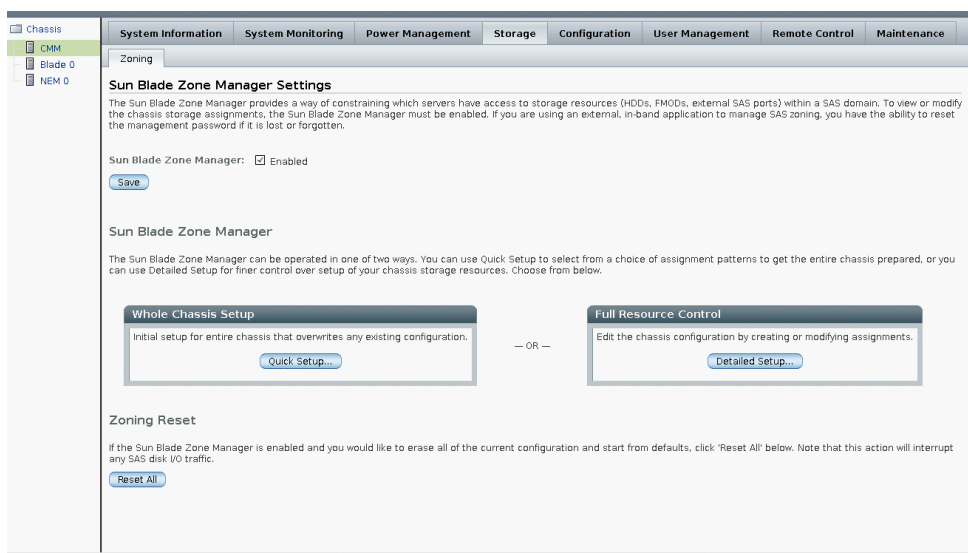 Chassis
CMM
Blade 0
NEM 0
System Information System Monitoring Power Management Storage Configuration User Management Remote Control Maintenance
Zoning
Sun Blade Zone Manager Settings
The Sun Blade Zone Manager provides a way of constraining which servers have access to storage resources (HDDs, FMODs, external SAS ports) within a SAS domain. To view or modify
the chassis storage assignments, the Sun Blade Zone Manager must be enabled. If you are using an external, in-band application to manage SAS zoning, you have the ability to reset
the management password if it is lost or forgotten.
Sun Blade Zone Manager: Enabled
Save
Sun Blade Zone Manager
The Sun Blade Zone Manager can be operated in one of two ways. You can use Quick Setup to select from a choice of assignment patterns to get the entire chassis prepared, or you
can use Detailed Setup for finer control over setup of your chassis storage resources. Choose from below.
Whole Chassis Setup
Initial setup for entire chassis that overwrites any existing configuration.
Quick Setup...
— OR —
Full Resource Control
Edit the chassis configuration by creating or modifying assignments.
Detailed Setup...
Zoning Reset
If the Sun Blade Zone Manager is enabled and you would like to erase all of the current configuration and start from defaults, click 'Reset All' below. Note that this action will interrupt
any SAS disk I/O traffic.
Reset All